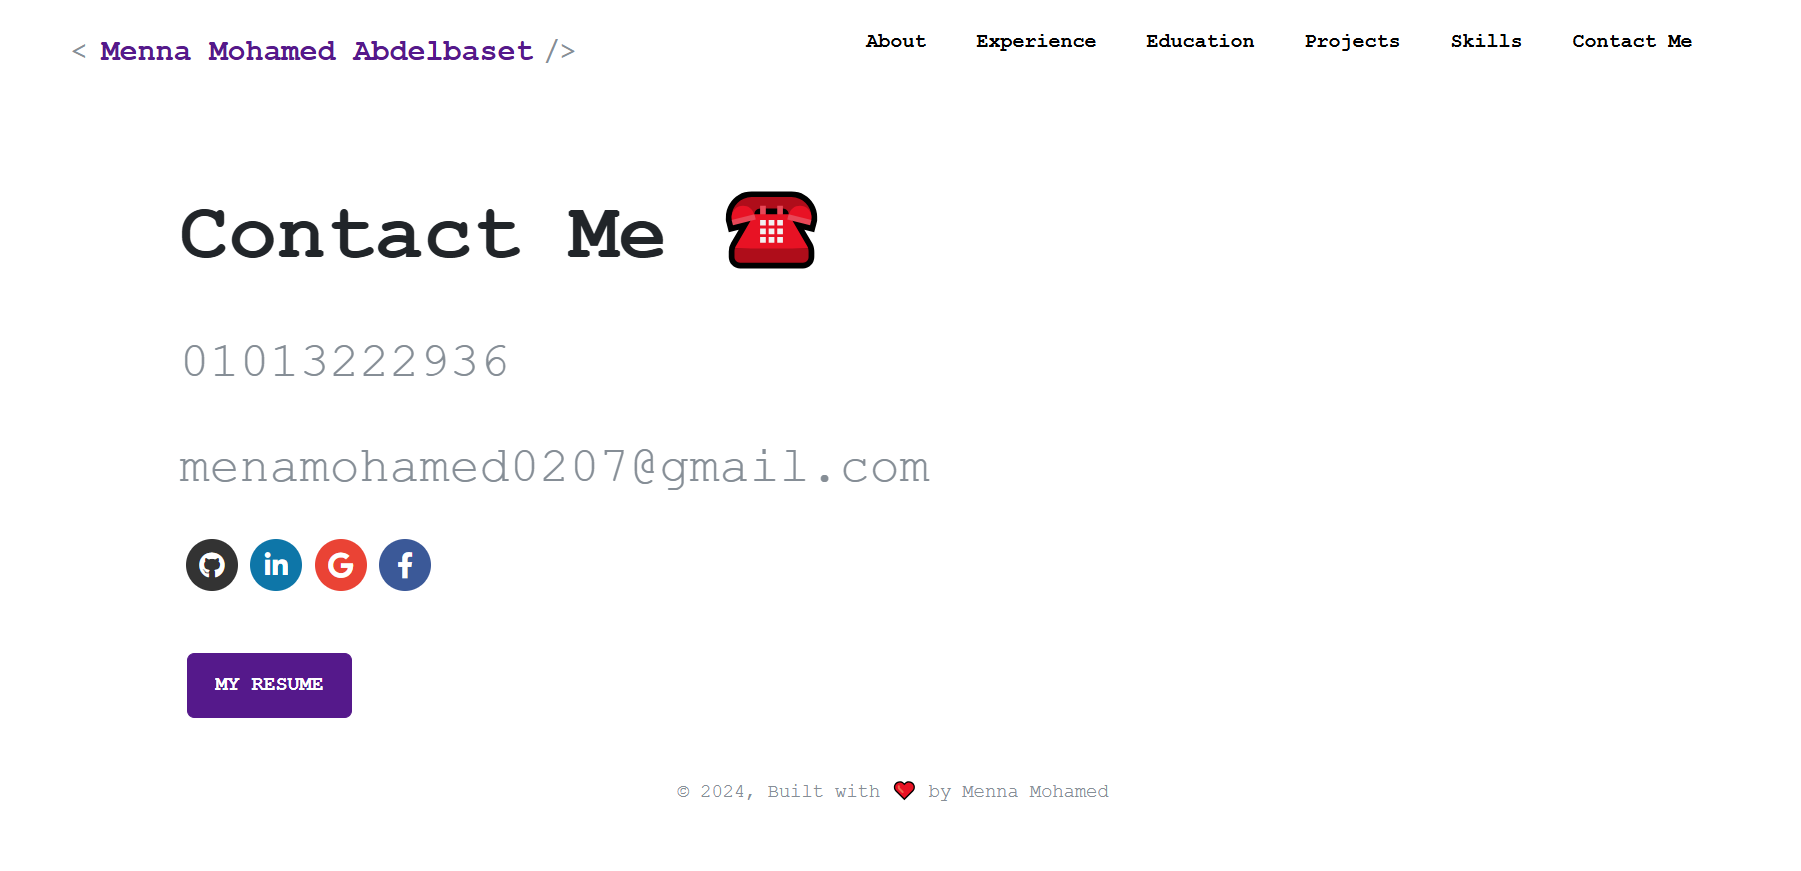 < Menna Mohamed Abdelbaset />
About Experience Education Projects Skills Contact Me
Contact Me
01013222936
menamohamed0207@gmail.com
MY RESUME
© 2024, Built with ❤️ by Menna Mohamed